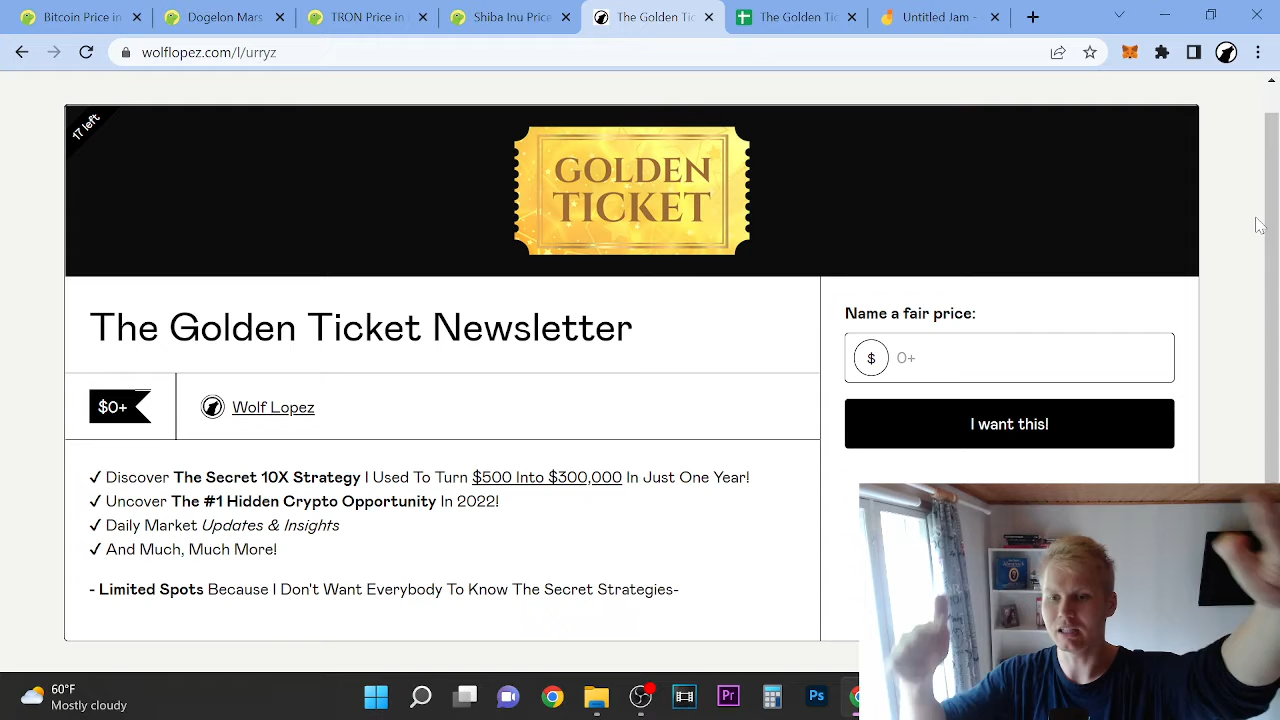 Bitcoin Price in
Dogelon Mars
TRON Price in
Shiba Inu Price
The Golden Tic
The Golden Tic
Untitled Jam -
wolflopez.com/l/urryz
17 left
GOLDEN
TICKET
The Golden Ticket Newsletter
Name a fair price:
$ 0+
$0+
Wolf Lopez
I want this!
✓ Discover The Secret 10X Strategy I Used To Turn $500 Into $300,000 In Just One Year!
✓ Uncover The #1 Hidden Crypto Opportunity In 2022!
✓ Daily Market Updates & Insights
✓ And Much, Much More!
- Limited Spots Because I Don't Want Everybody To Know The Secret Strategies-
60°F
Mostly cloudy
Pr
Ps